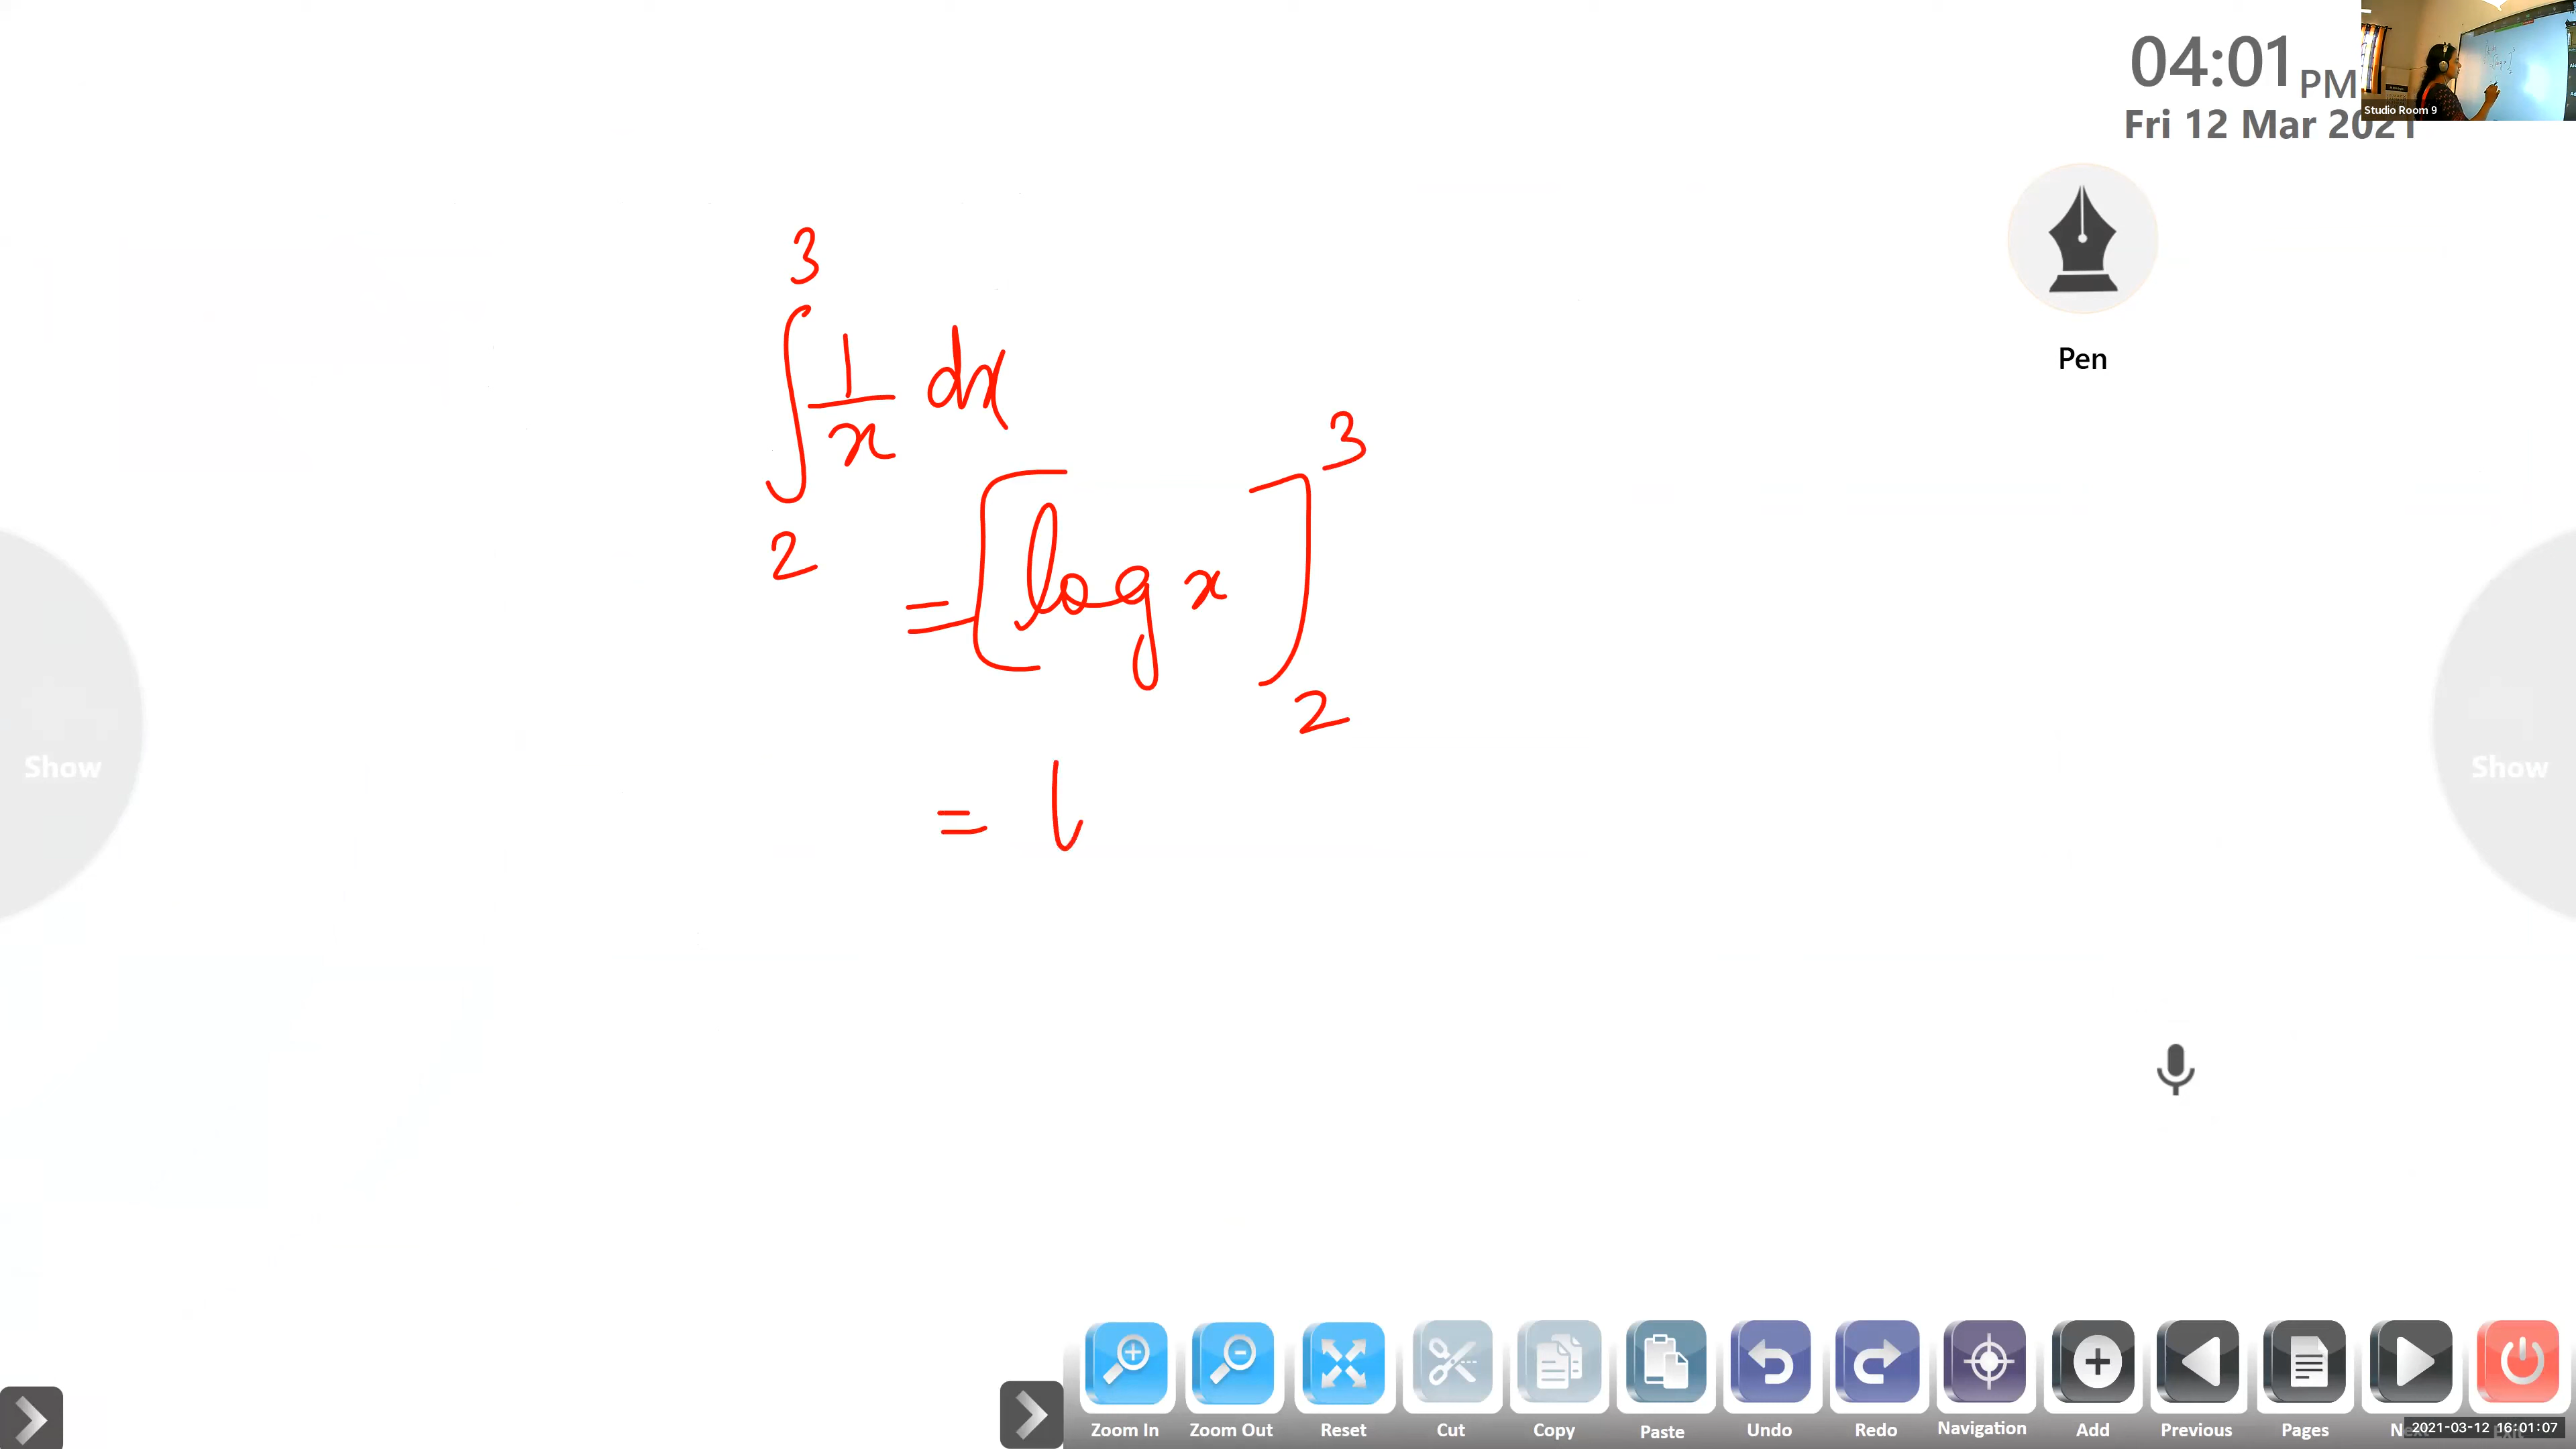 04:01 PM
Studio Room 9
Fri 12 Mar 2021
Pen
3
∫ 1/x dx
2
= [log x]
3
2
= l
Show
Show
Zoom In Zoom Out Reset Cut Copy Paste Undo Redo Navigation Add Previous Pages
2021-03-12 16:01:07